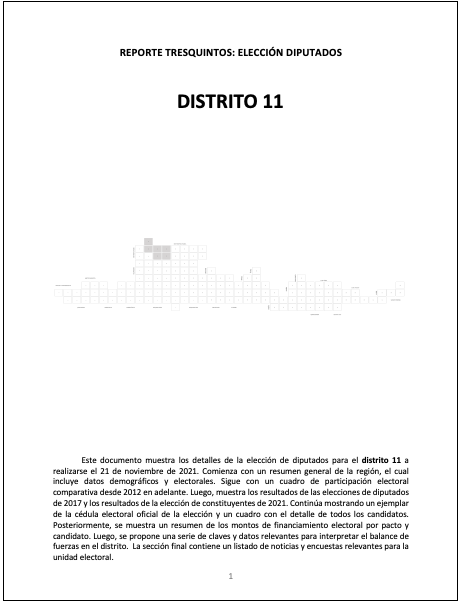 REPORTE TRESQUINTOS: ELECCIÓN DIPUTADOS
DISTRITO 11
Este documento muestra los detalles de la elección de diputados para el distrito 11 a
realizarse el 21 de noviembre de 2021. Comienza con un resumen general de la región, el cual
incluye datos demográficos y electorales. Sigue con un cuadro de participación electoral
comparativa desde 2012 en adelante. Luego, muestra los resultados de las elecciones de diputados
de 2017 y los resultados de la elección de constituyentes de 2021. Continúa mostrando un ejemplar
de la cédula electoral oficial de la elección y un cuadro con el detalle de todos los candidatos.
Posteriormente, se muestra un resumen de los montos de financiamiento electoral por pacto y
candidato. Luego, se propone una serie de claves y datos relevantes para interpretar el balance de
fuerzas en el distrito. La sección final contiene un listado de noticias y encuestas relevantes para la
unidad electoral.
1